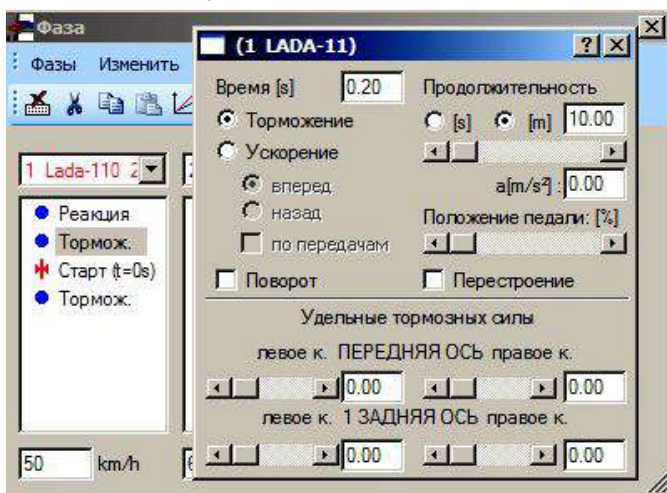 Фаза
Фазы Изменить
1 Lada-110 2
Реакция
Тормож.
Старт (t=0s)
Тормож.
50 km/h
(1 LADA-11)
Время [s] 0.20 Продолжительность
Торможение [s] [m] 10.00
Ускорение
вперед a[m/s²] : 0.00
назад Положение педали: [%]
по передачам
Поворот Перестроение
Удельные тормозных силы
левое к. ПЕРЕДНЯЯ ОСЬ правое к.
0.00 0.00
левое к. 1 ЗАДНЯЯ ОСЬ правое к.
0.00 0.00